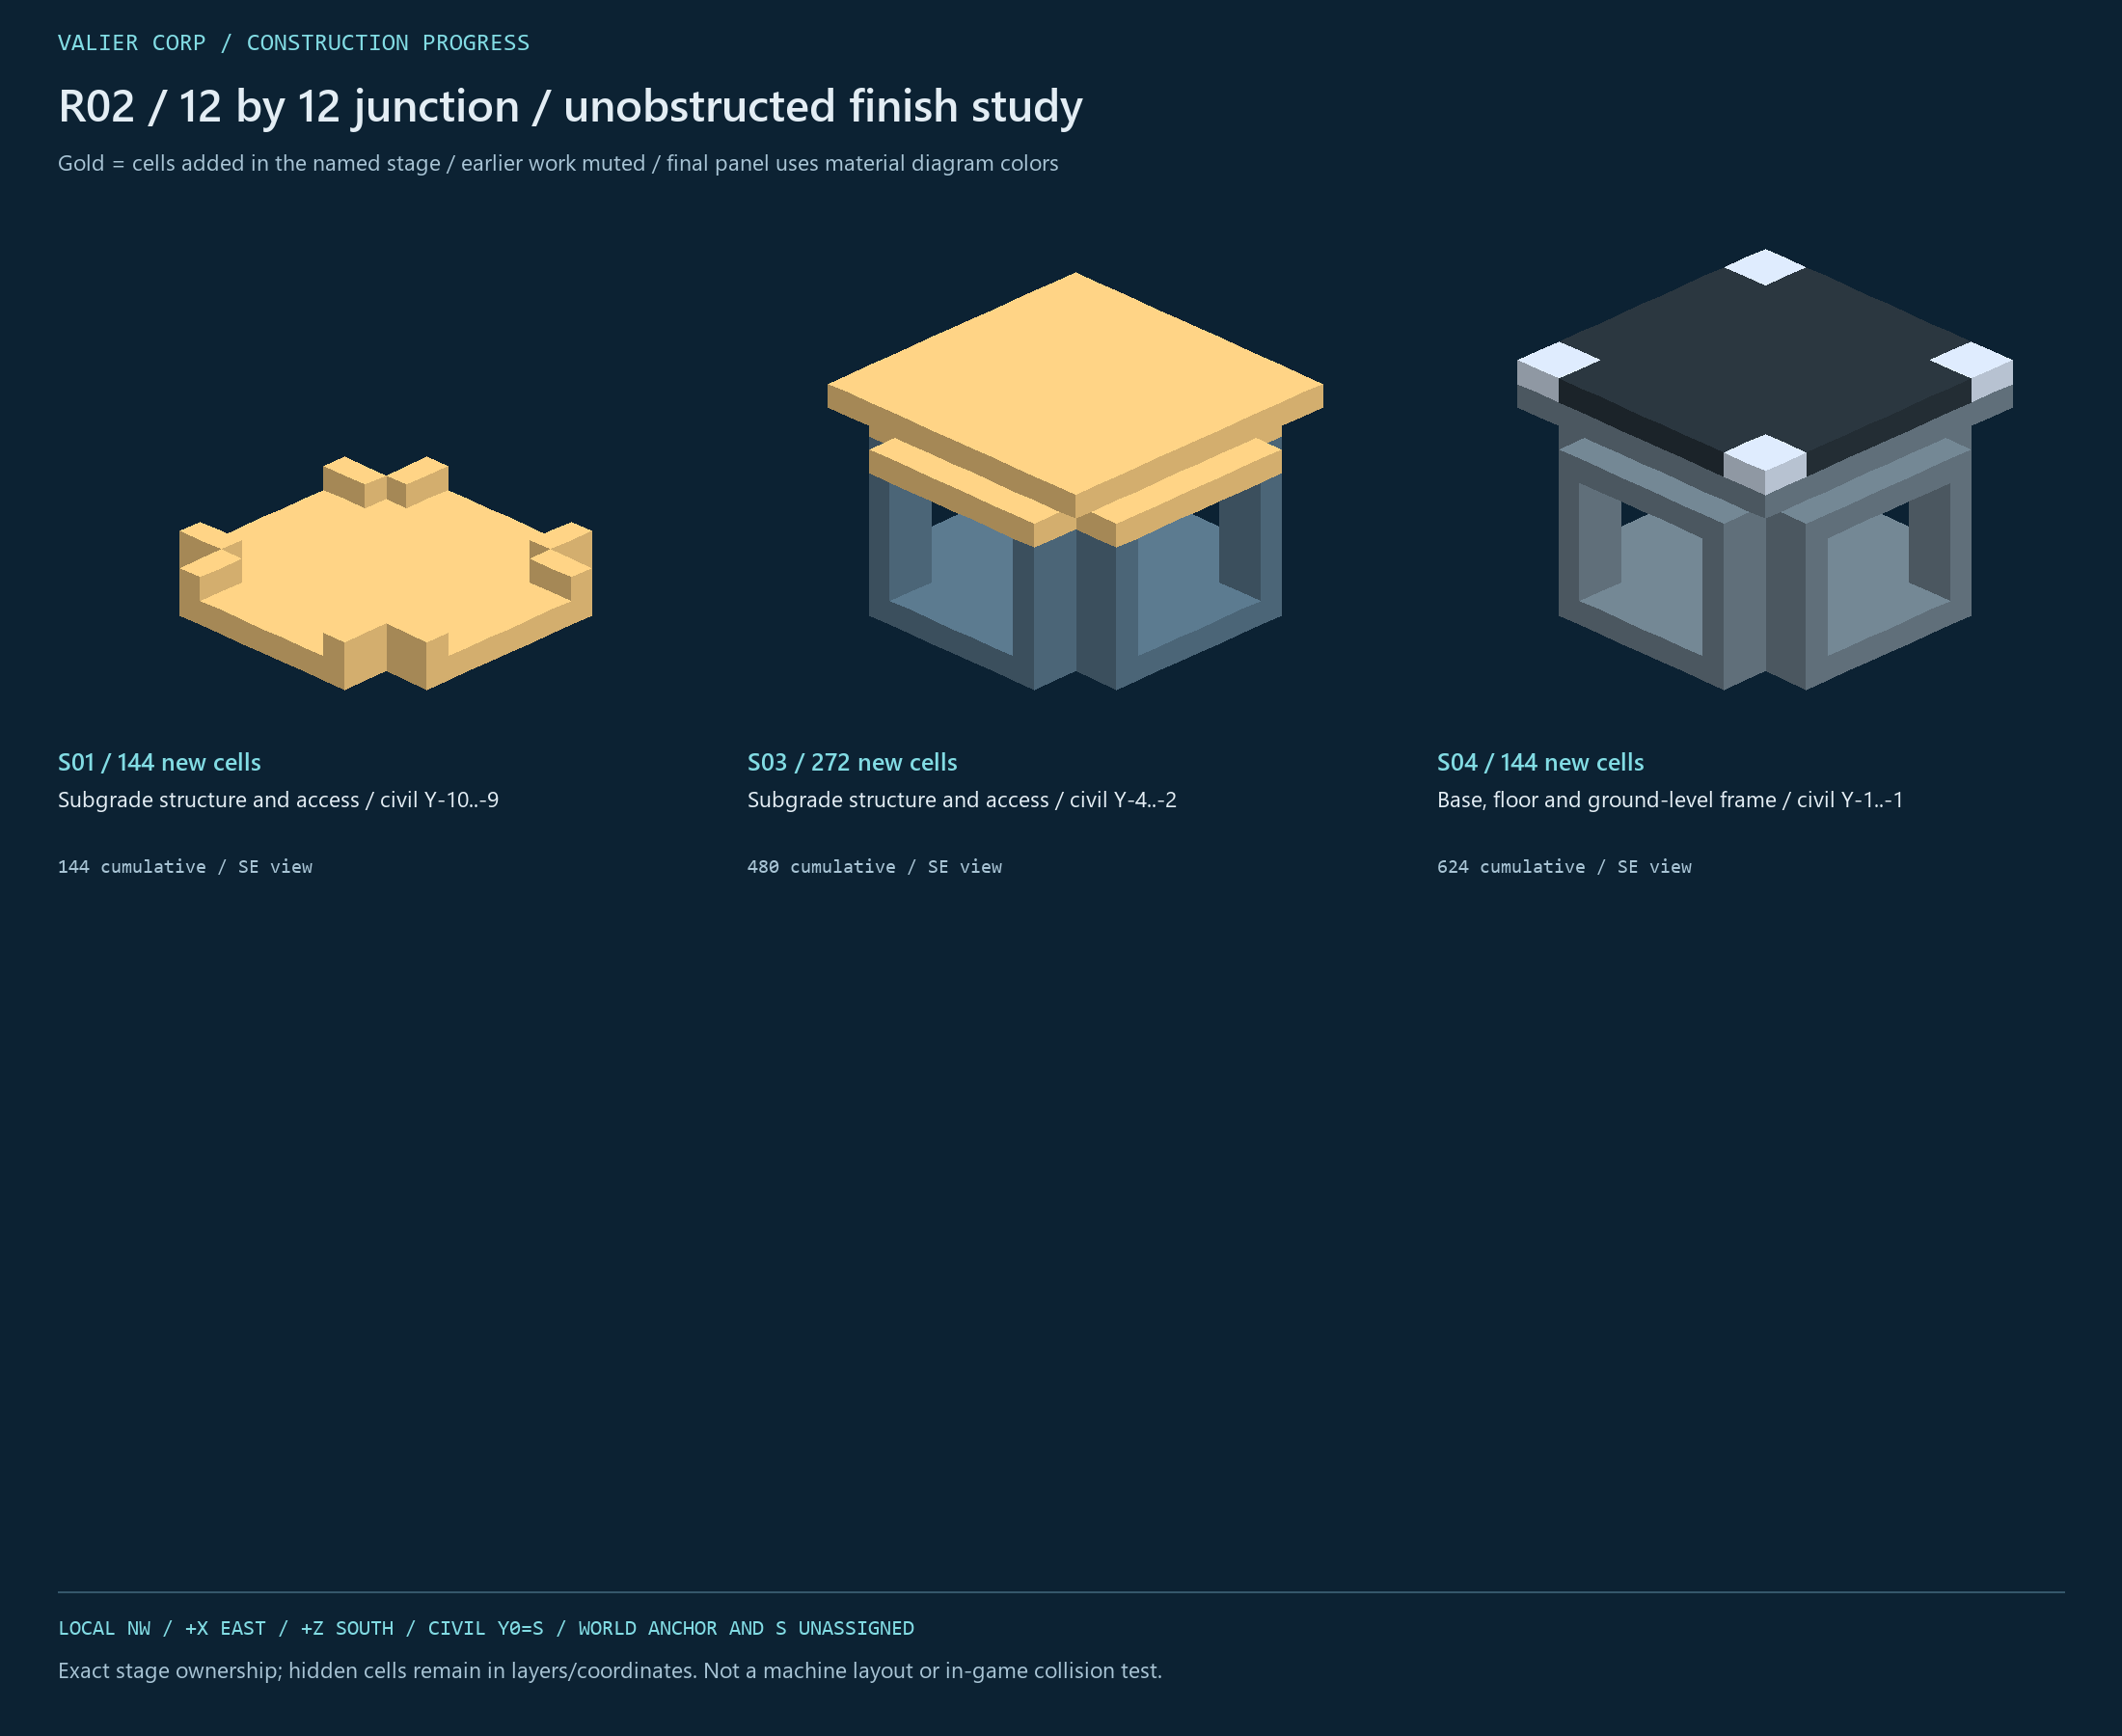 VALIER CORP / CONSTRUCTION PROGRESS
R02 / 12 by 12 junction / unobstructed finish study
Gold = cells added in the named stage / earlier work muted / final panel uses material diagram colors
S01 / 144 new cells
Subgrade structure and access / civil Y-10..-9
144 cumulative / SE view
S03 / 272 new cells
Subgrade structure and access / civil Y-4..-2
480 cumulative / SE view
S04 / 144 new cells
Base, floor and ground-level frame / civil Y-1..-1
624 cumulative / SE view
LOCAL NW / +X EAST / +Z SOUTH / CIVIL Y0=S / WORLD ANCHOR AND S UNASSIGNED
Exact stage ownership; hidden cells remain in layers/coordinates. Not a machine layout or in-game collision test.